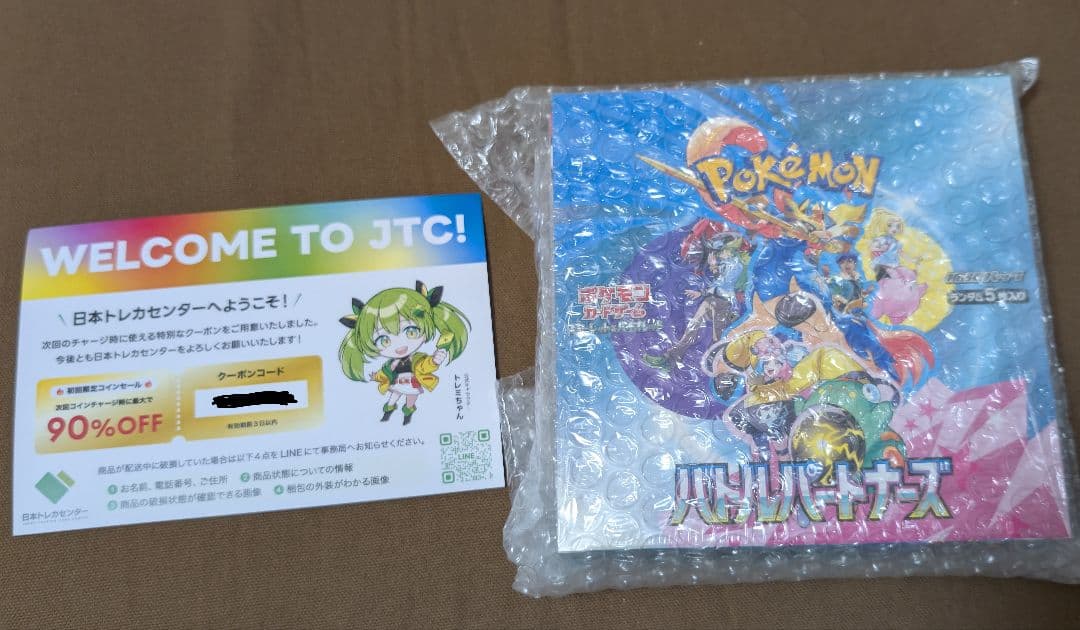 WELCOME TO JTC!
日本トレカセンターへようこそ!
次回のチャージ時に使える特別なクーポンをご用意いたしました。
今後とも日本トレカセンターをよろしくお願いいたします!
初回限定コインセール
次回コインチャージ時に最大で
90%OFF
クーポンコード
有効期限3日以内
トレミちゃん
商品が配送中に破損していた場合は以下4点をLINEにて事務局へお知らせください。
1 お名前、電話番号、ご住所
2 商品状態についての情報
3 商品の破損状態が確認できる画像
4 梱包の外装がわかる画像
LINE
日本トレカセンター
POKÉMON
ポケモン
カードゲーム
ランダム5枚入り
バトルパートナーズ